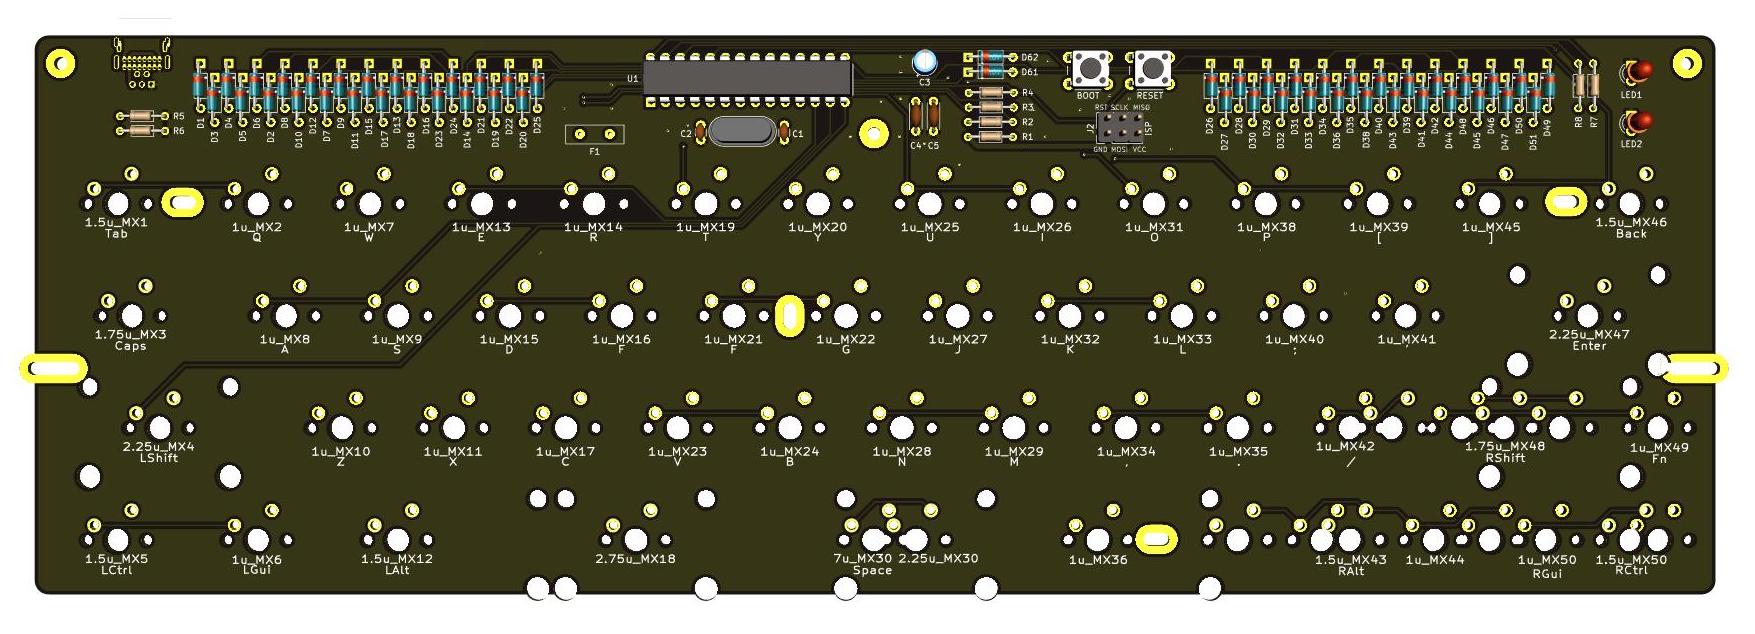 U1
C3
D62
D61
R4
R3
R2
R1
BOOT
RESET
LED1
LED2
RST SCLK MISO
J2
ISP
GND MOSI VCC
R5
R6
D1 D3 D4 D5 D6 D2 D8 D10 D12 D7 D9 D11 D15 D17 D13 D18 D16 D23 D24 D14 D21 D19 D22 D20 D25
F1
C2
C1
C4 C5
D26 D27 D28 D30 D29 D32 D31 D33 D34 D36 D35 D38 D40 D39 D41 D42 D44 D48 D45 D46 D47 D50 D51 D49
R8 R7
1.5u_MX1 1u_MX2 1u_MX7 1u_MX13 1u_MX14 1u_MX19 1u_MX20 1u_MX25 1u_MX26 1u_MX31 1u_MX38 1u_MX39 1u_MX45 1.5u_MX46
Tab Q W E R T Y U I O P [ ] Back
1.75u_MX3 1u_MX8 1u_MX9 1u_MX15 1u_MX16 1u_MX21 1u_MX22 1u_MX27 1u_MX32 1u_MX33 1u_MX40 1u_MX41 2.25u_MX47
Caps A S D F F G J K L ; ' Enter
2.25u_MX4 1u_MX10 1u_MX11 1u_MX17 1u_MX23 1u_MX24 1u_MX28 1u_MX29 1u_MX34 1u_MX35 1u_MX42 1.75u_MX48 1u_MX49
LShift Z X C V B N M , . / RShift Fn
1.5u_MX5 1u_MX6 1.5u_MX12 2.75u_MX18 7u_MX30 2.25u_MX30 1u_MX36 1.5u_MX43 1u_MX44 1u_MX50 1.5u_MX50
LCtrl LGui LAlt Space RAlt RGui RCtrl